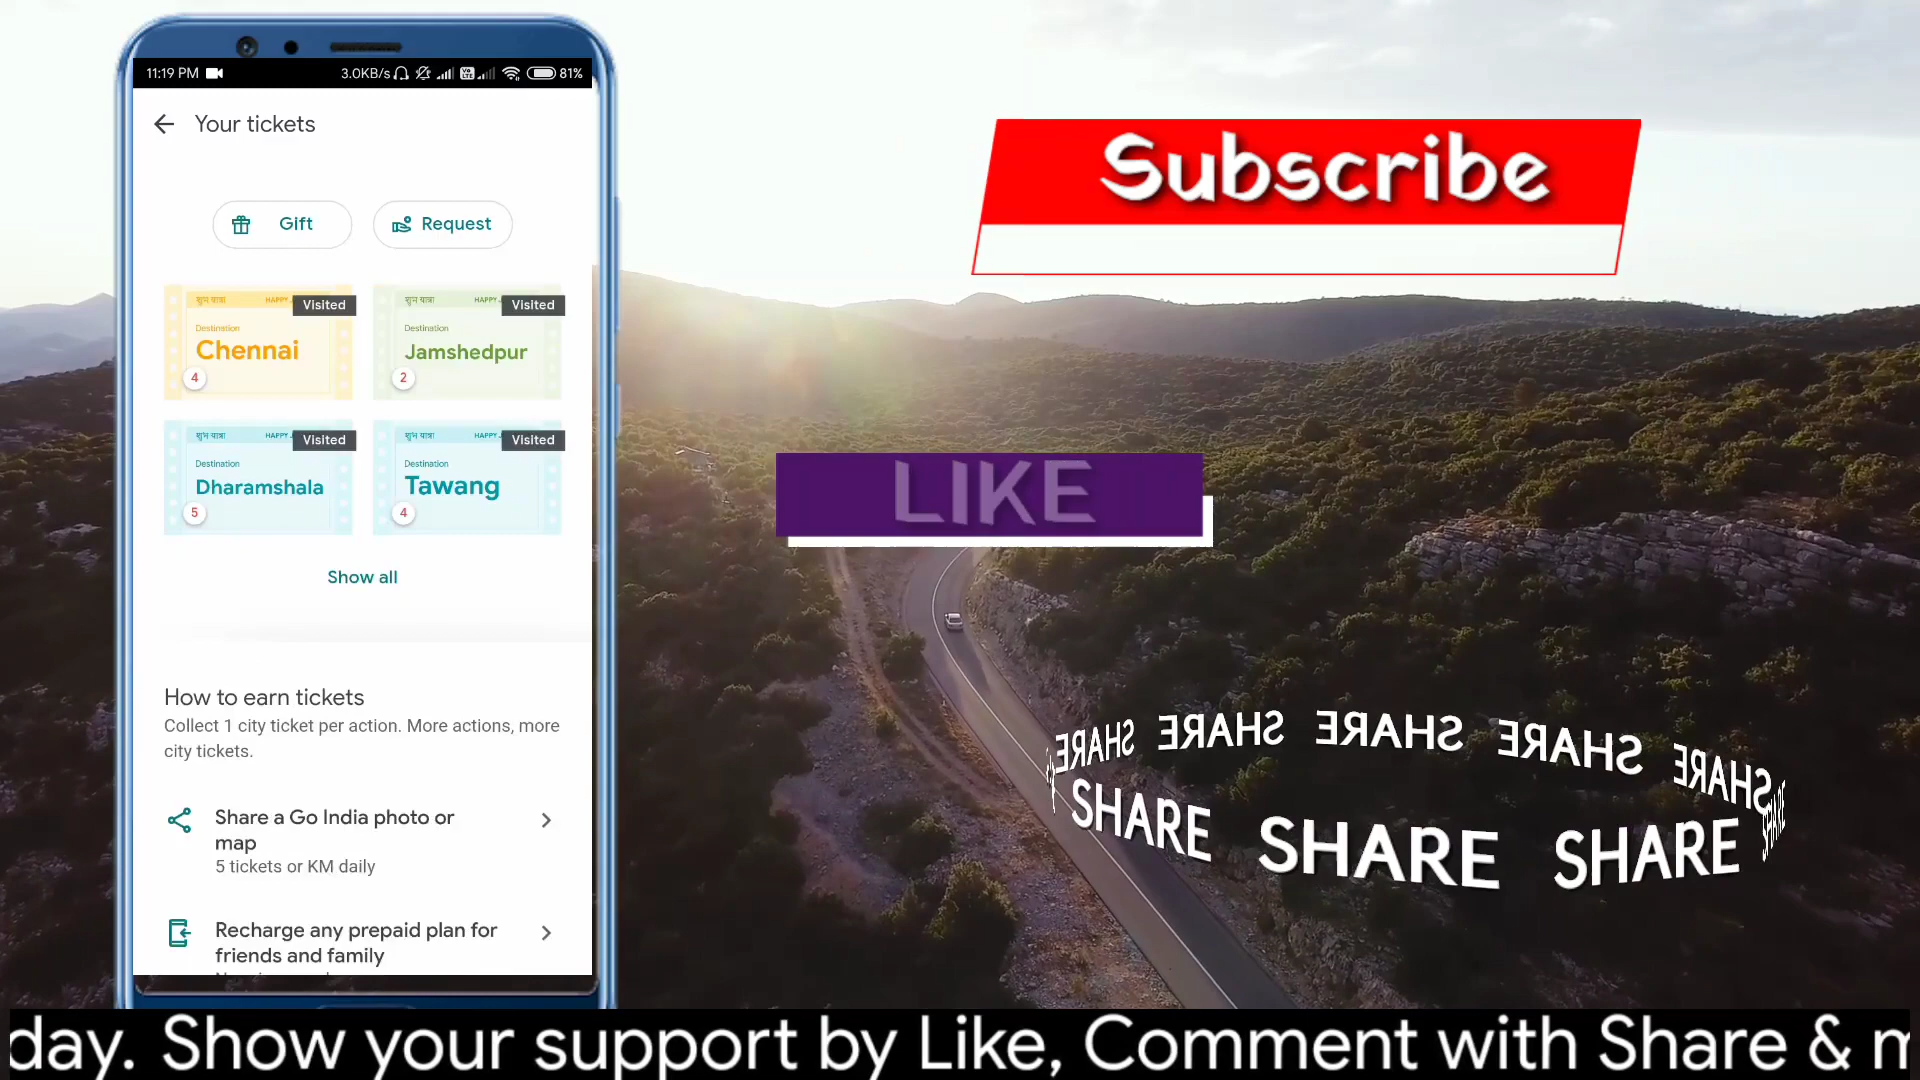 11:19 PM
3.0KB/s
81%
Your tickets
Gift
Request
शुभ यात्रा
HAPPY
Visited
Destination
Chennai
4
शुभ यात्रा
HAPPY
Visited
Destination
Jamshedpur
2
शुभ यात्रा
HAPPY
Visited
Destination
Dharamshala
5
शुभ यात्रा
HAPPY
Visited
Destination
Tawang
4
Show all
How to earn tickets
Collect 1 city ticket per action. More actions, more
city tickets.
Share a Go India photo or
map
5 tickets or KM daily
Recharge any prepaid plan for
friends and family
Subscribe
LIKE
SHARE SHARE SHARE SHARE SHARE
SHARE SHARE SHARE
day. Show your support by Like, Comment with Share & m